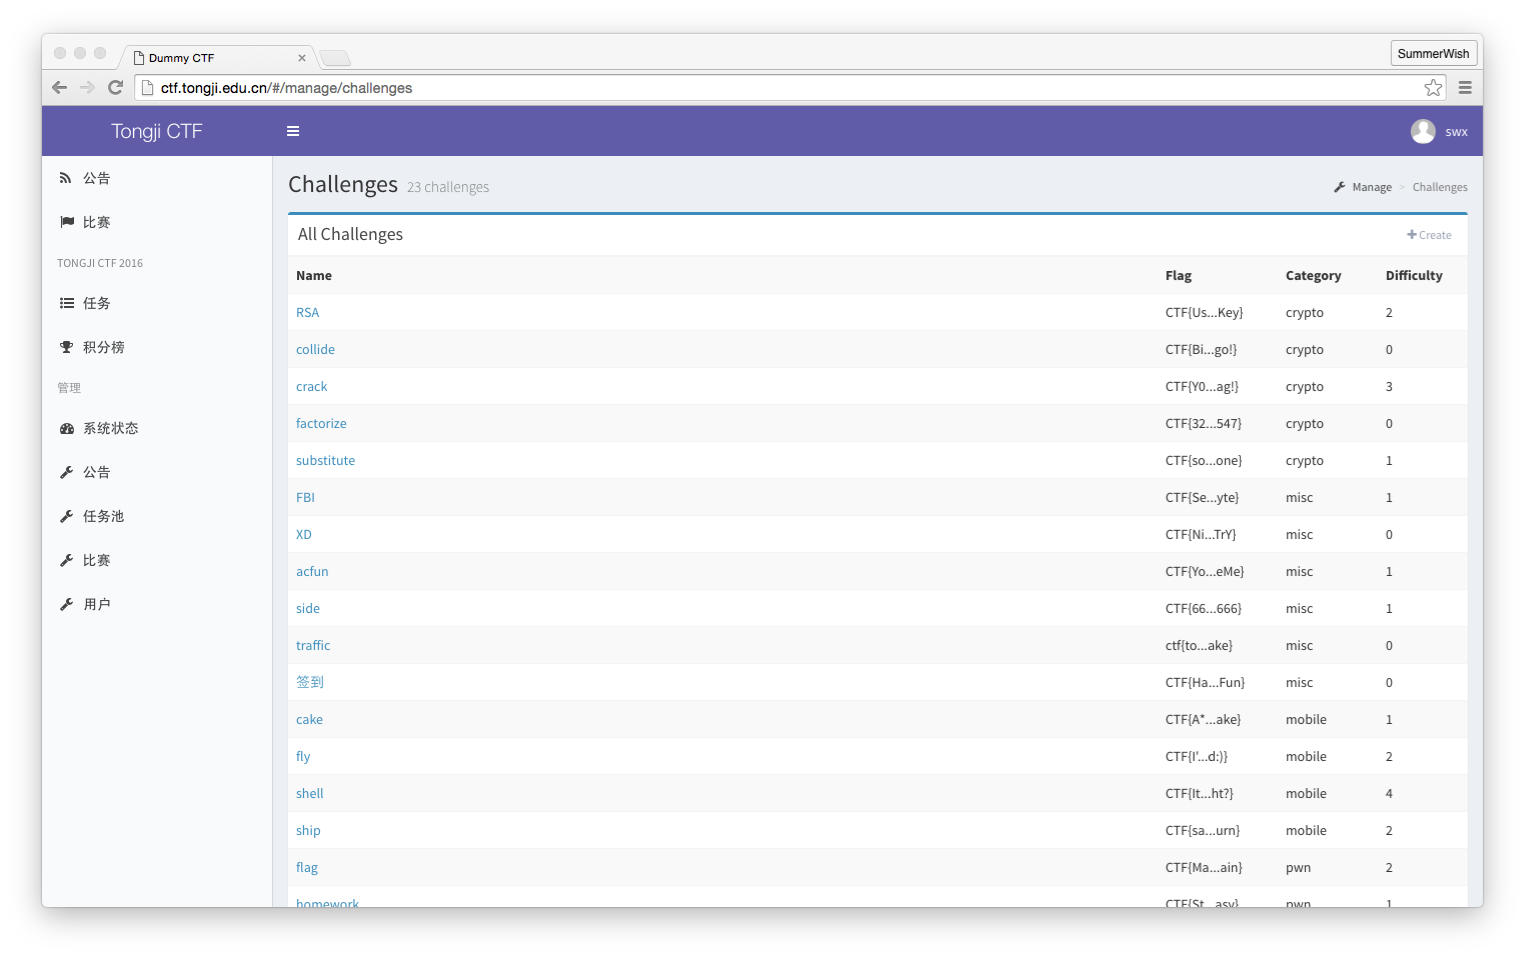 Dummy CTF
SummerWish
ctf.tongji.edu.cn/#/manage/challenges
Tongji CTF
swx
公告
比赛
TONGJI CTF 2016
任务
积分榜
管理
系统状态
公告
任务池
比赛
用户
Challenges 23 challenges
Manage > Challenges
All Challenges
Create
Name Flag Category Difficulty
RSA CTF{Us...Key} crypto 2
collide CTF{Bi...go!} crypto 0
crack CTF{Y0...ag!} crypto 3
factorize CTF{32...547} crypto 0
substitute CTF{so...one} crypto 1
FBI CTF{Se...yte} misc 1
XD CTF{Ni...TrY} misc 0
acfun CTF{Yo...eMe} misc 1
side CTF{66...666} misc 1
traffic ctf{to...ake} misc 0
签到 CTF{Ha...Fun} misc 0
cake CTF{A*...ake} mobile 1
fly CTF{I'...d:)} mobile 2
shell CTF{It...ht?} mobile 4
ship CTF{sa...urn} mobile 2
flag CTF{Ma...ain} pwn 2
homework CTF{St...asy} pwn 1